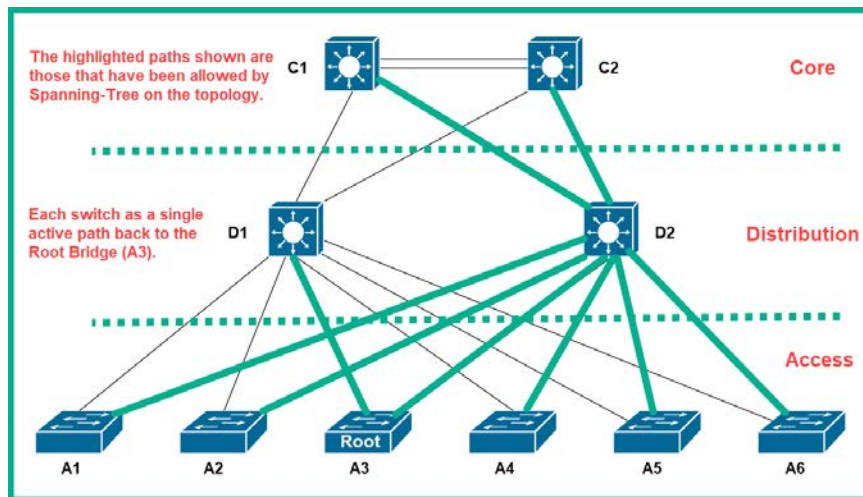 The highlighted paths shown are
those that have been allowed by
Spanning-Tree on the topology.
C1
C2
Core
Each switch as a single
active path back to the
Root Bridge (A3).
D1
D2
Distribution
Access
Root
A1
A2
A3
A4
A5
A6